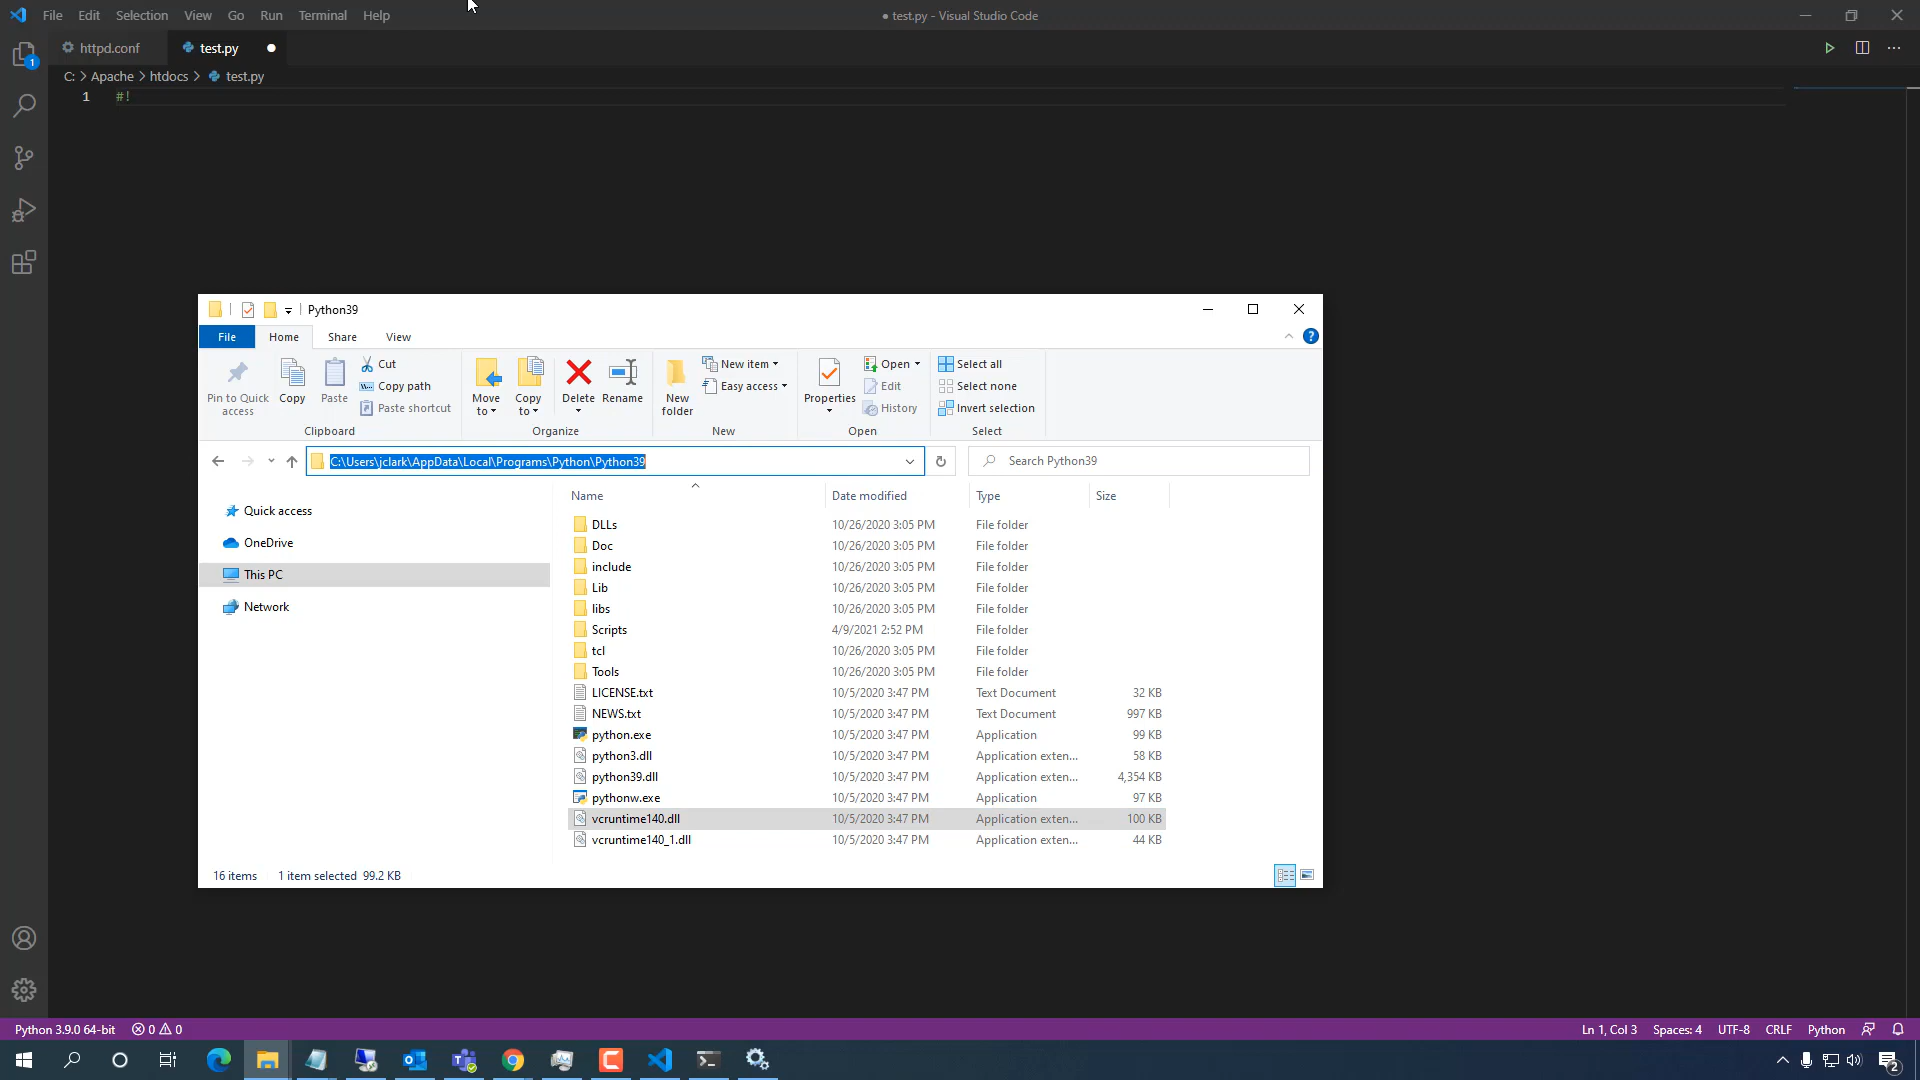 File Edit Selection View Go Run Terminal Help
● test.py - Visual Studio Code
httpd.conf
test.py
C: > Apache > htdocs > test.py
1 #!
1
Python39
File Home Share View
Pin to Quick access
Copy
Paste
Cut
Copy path
Paste shortcut
Clipboard
Move to
Copy to
Delete
Rename
Organize
New folder
New item
Easy access
New
Properties
Open
Edit
History
Open
Select all
Select none
Invert selection
Select
C:\Users\jclark\AppData\Local\Programs\Python\Python39
Search Python39
Quick access
OneDrive
This PC
Network
Name Date modified Type Size
DLLs 10/26/2020 3:05 PM File folder
Doc 10/26/2020 3:05 PM File folder
include 10/26/2020 3:05 PM File folder
Lib 10/26/2020 3:05 PM File folder
libs 10/26/2020 3:05 PM File folder
Scripts 4/9/2021 2:52 PM File folder
tcl 10/26/2020 3:05 PM File folder
Tools 10/26/2020 3:05 PM File folder
LICENSE.txt 10/5/2020 3:47 PM Text Document 32 KB
NEWS.txt 10/5/2020 3:47 PM Text Document 997 KB
python.exe 10/5/2020 3:47 PM Application 99 KB
python3.dll 10/5/2020 3:47 PM Application exten... 58 KB
python39.dll 10/5/2020 3:47 PM Application exten... 4,354 KB
pythonw.exe 10/5/2020 3:47 PM Application 97 KB
vcruntime140.dll 10/5/2020 3:47 PM Application exten... 100 KB
vcruntime140_1.dll 10/5/2020 3:47 PM Application exten... 44 KB
16 items 1 item selected 99.2 KB
Python 3.9.0 64-bit 0 0
Ln 1, Col 3 Spaces: 4 UTF-8 CRLF Python
2